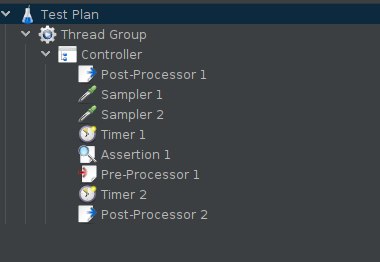 Test Plan
Thread Group
Controller
Post-Processor 1
Sampler 1
Sampler 2
Timer 1
Assertion 1
Pre-Processor 1
Timer 2
Post-Processor 2